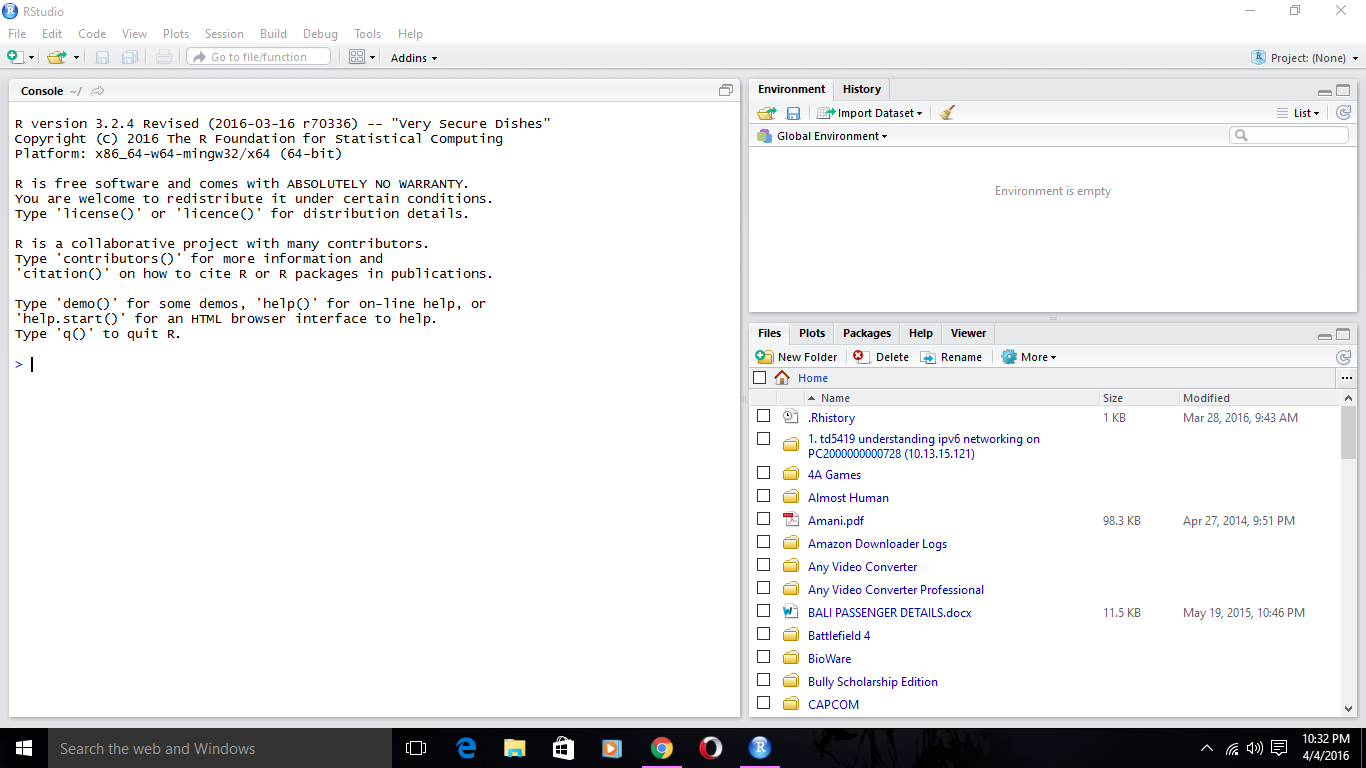 RStudio
File Edit Code View Plots Session Build Debug Tools Help
Go to file/function Addins Project: (None)
Console ~/
R version 3.2.4 Revised (2016-03-16 r70336) -- "Very Secure Dishes"
Copyright (C) 2016 The R Foundation for Statistical Computing
Platform: x86_64-w64-mingw32/x64 (64-bit)
R is free software and comes with ABSOLUTELY NO WARRANTY.
You are welcome to redistribute it under certain conditions.
Type 'license()' or 'licence()' for distribution details.
R is a collaborative project with many contributors.
Type 'contributors()' for more information and
'citation()' on how to cite R or R packages in publications.
Type 'demo()' for some demos, 'help()' for on-line help, or
'help.start()' for an HTML browser interface to help.
Type 'q()' to quit R.
>
Environment History
Import Dataset List
Global Environment
Environment is empty
Files Plots Packages Help Viewer
New Folder Delete Rename More
Home ...
Name Size Modified
.Rhistory 1 KB Mar 28, 2016, 9:43 AM
1. td5419 understanding ipv6 networking on
PC2000000000728 (10.13.15.121)
4A Games
Almost Human
Amani.pdf 98.3 KB Apr 27, 2014, 9:51 PM
Amazon Downloader Logs
Any Video Converter
Any Video Converter Professional
BALI PASSENGER DETAILS.docx 11.5 KB May 19, 2015, 10:46 PM
Battlefield 4
BioWare
Bully Scholarship Edition
CAPCOM
Search the web and Windows
10:32 PM
4/4/2016